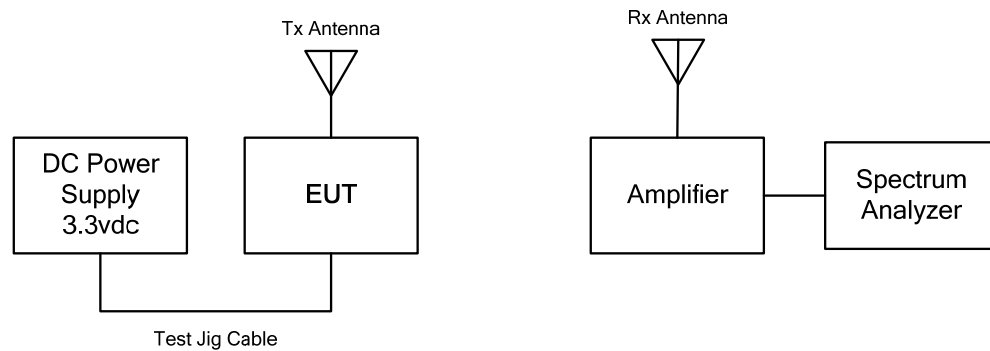 Tx Antenna
Rx Antenna
DC Power
Supply
3.3vdc
EUT
Amplifier
Spectrum
Analyzer
Test Jig Cable